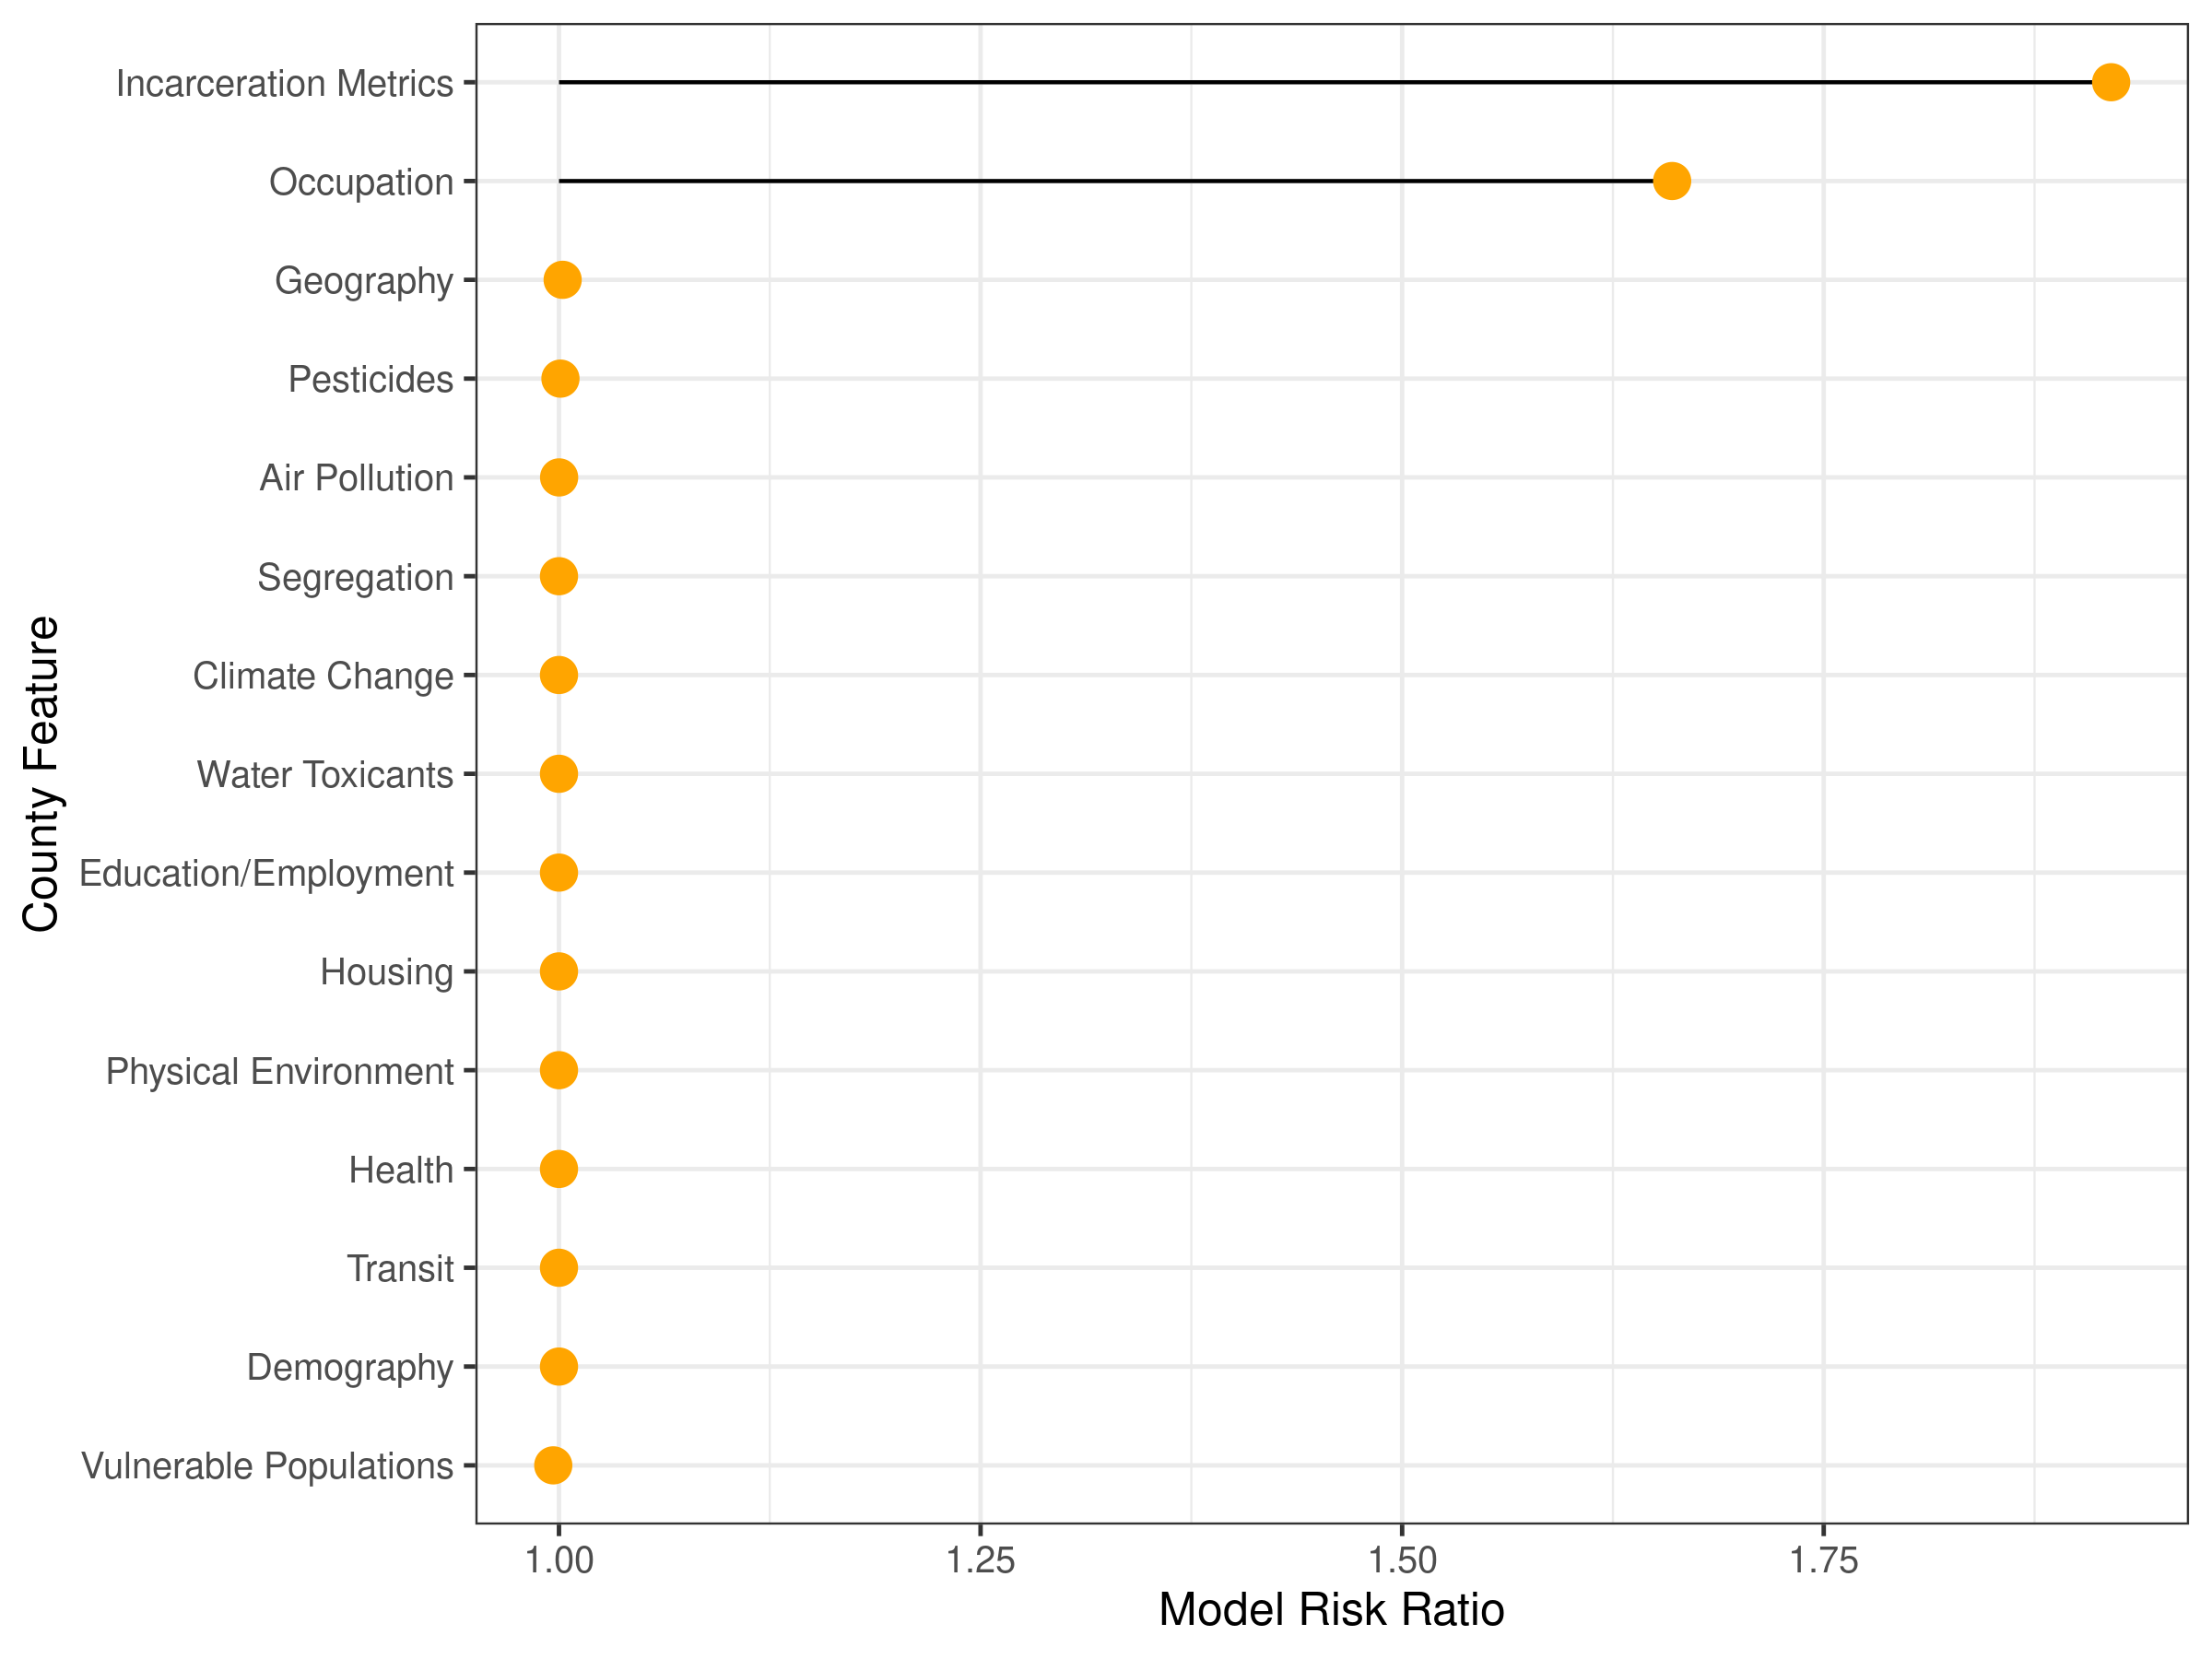 Incarceration Metrics
Occupation
Geography
Pesticides
Air Pollution
Segregation
Climate Change
Water Toxicants
Education/Employment
Housing
Physical Environment
Health
Transit
Demography
Vulnerable Populations
County Feature
1.00 1.25 1.50 1.75
Model Risk Ratio